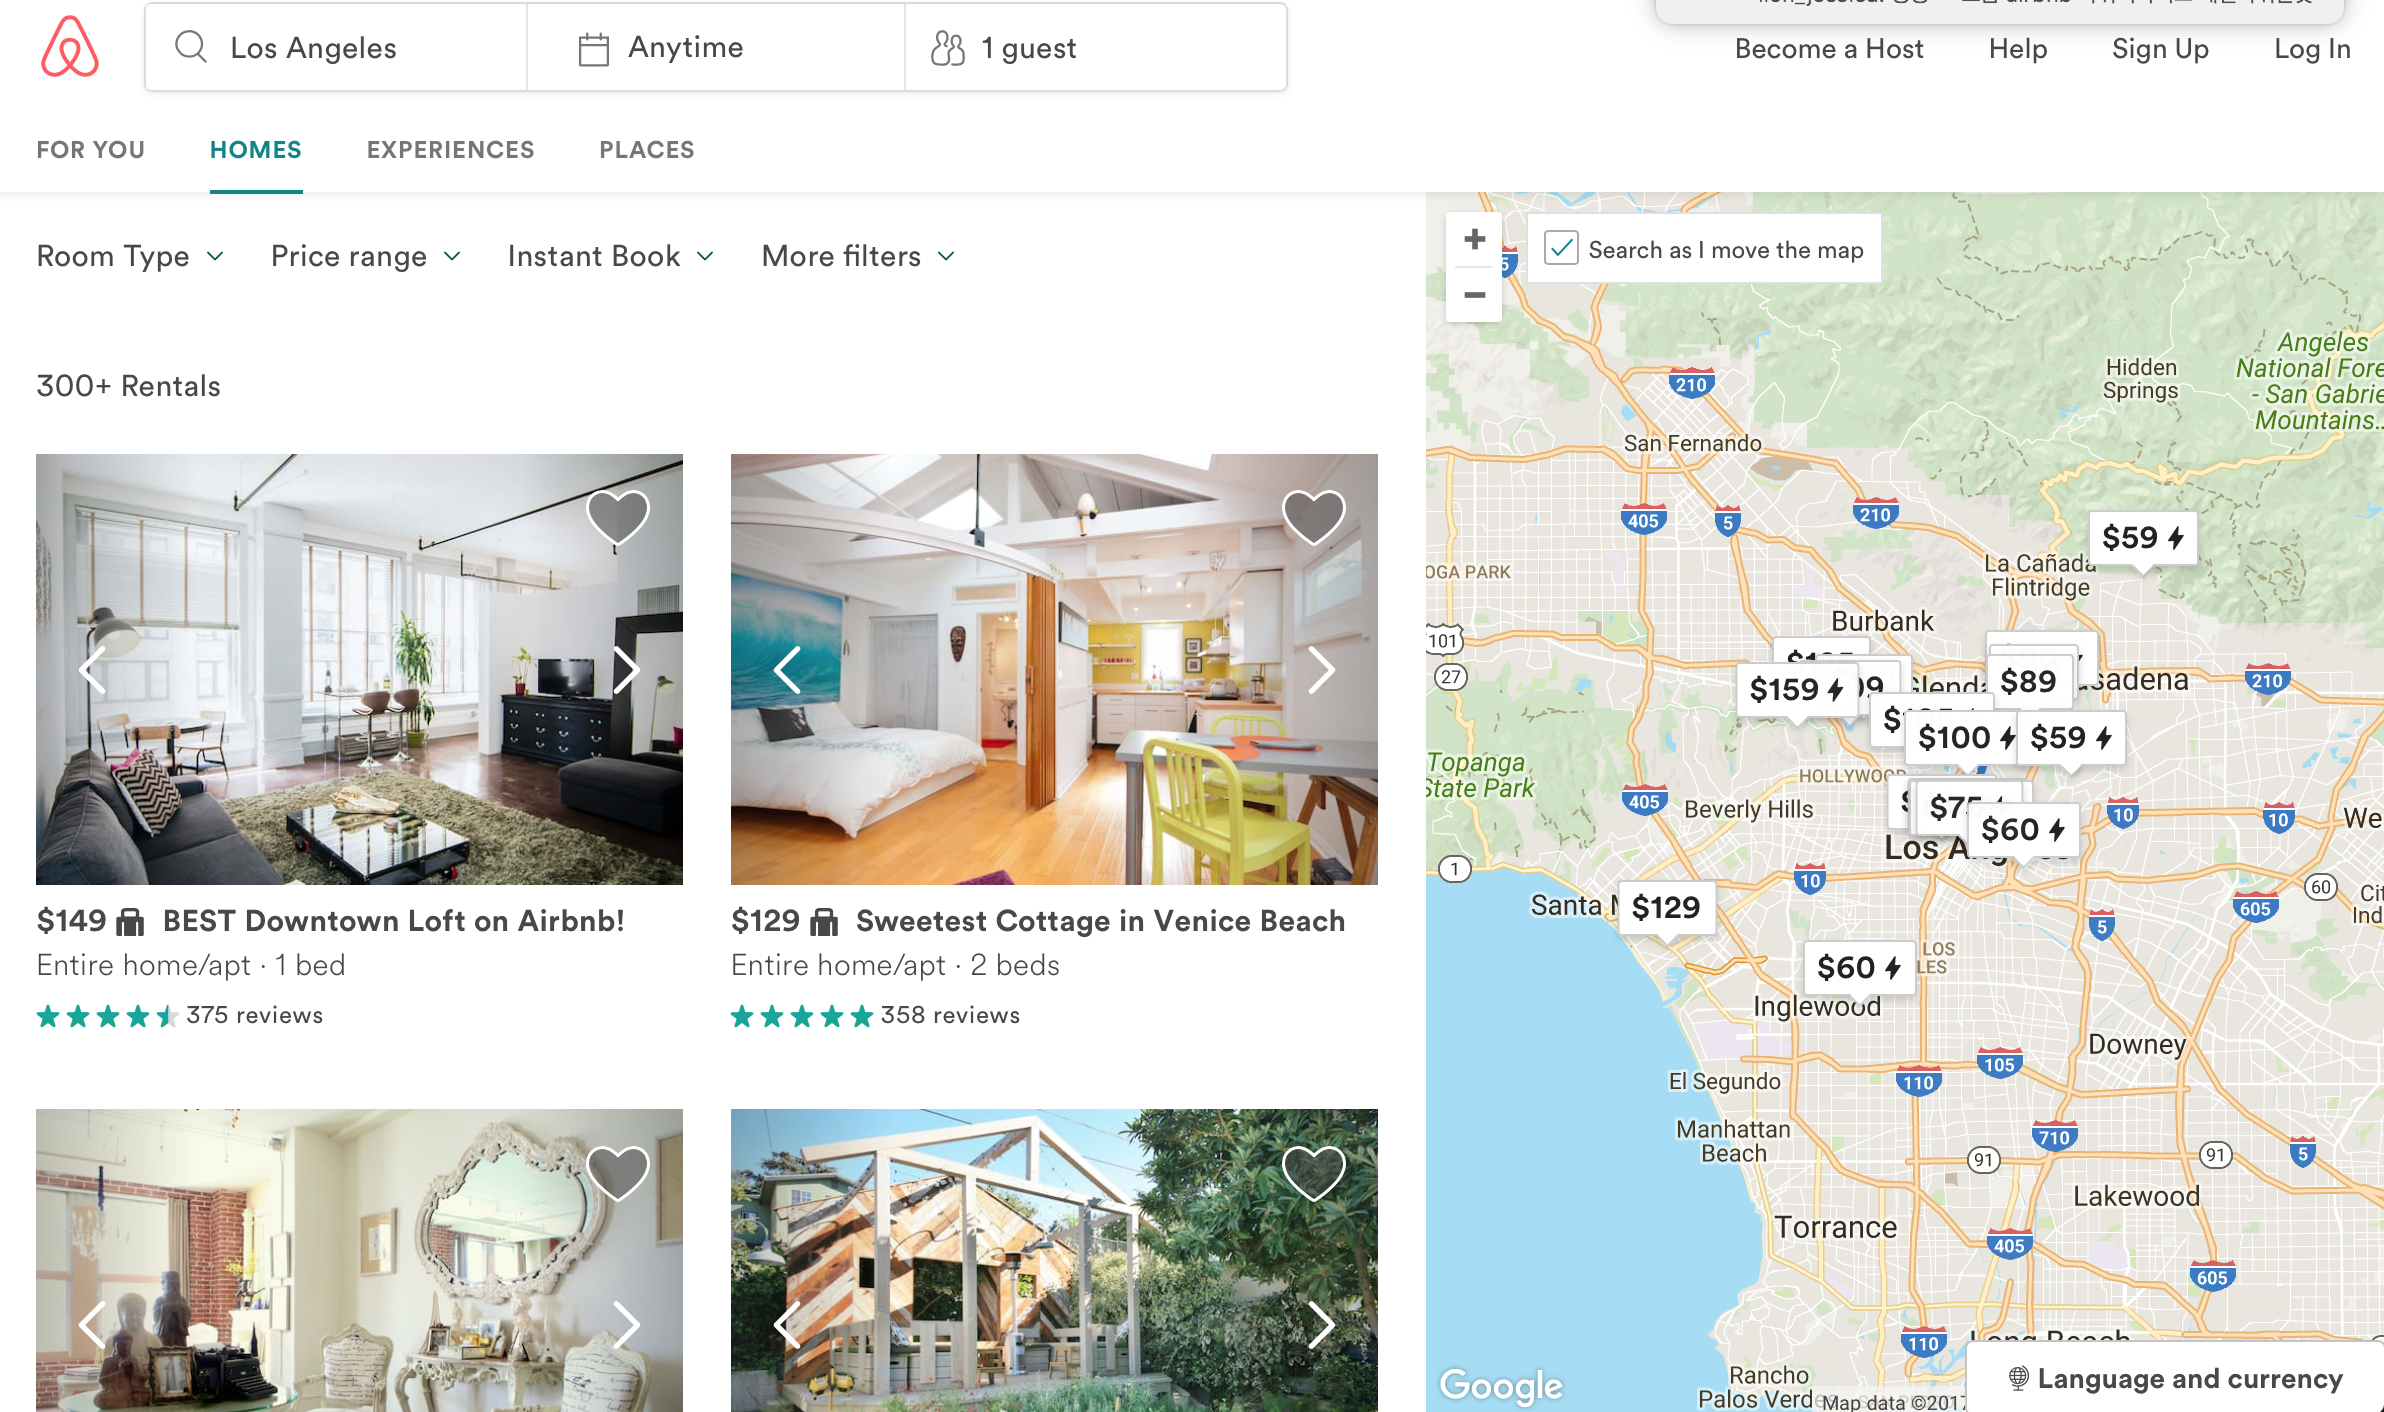 Los Angeles
Anytime
1 guest
Become a Host
Help
Sign Up
Log In
FOR YOU
HOMES
EXPERIENCES
PLACES
Room Type
Price range
Instant Book
More filters
300+ Rentals
$149 BEST Downtown Loft on Airbnb!
Entire home/apt · 1 bed
375 reviews
$129 Sweetest Cottage in Venice Beach
Entire home/apt · 2 beds
358 reviews
+
−
Search as I move the map
5
Angeles
National Fore
- San Gabrie
Mountains..
Hidden
Springs
210
San Fernando
405
5
210
$59
La Cañada
Flintridge
OGA PARK
101
27
Burbank
$159
$89
sadena
210
$100
$59
Topanga
State Park
HOLLYWOOD
405
Beverly Hills
$75
$60
10
10
We
Los Angeles
1
10
Santa
$129
60
605
5
$60
LOS
LES
Inglewood
Downey
105
110
El Segundo
Manhattan
Beach
710
91
91
5
Lakewood
Torrance
405
605
110
Long Beach
Rancho
Palos Verd
Google
Map data ©2017
Language and currency